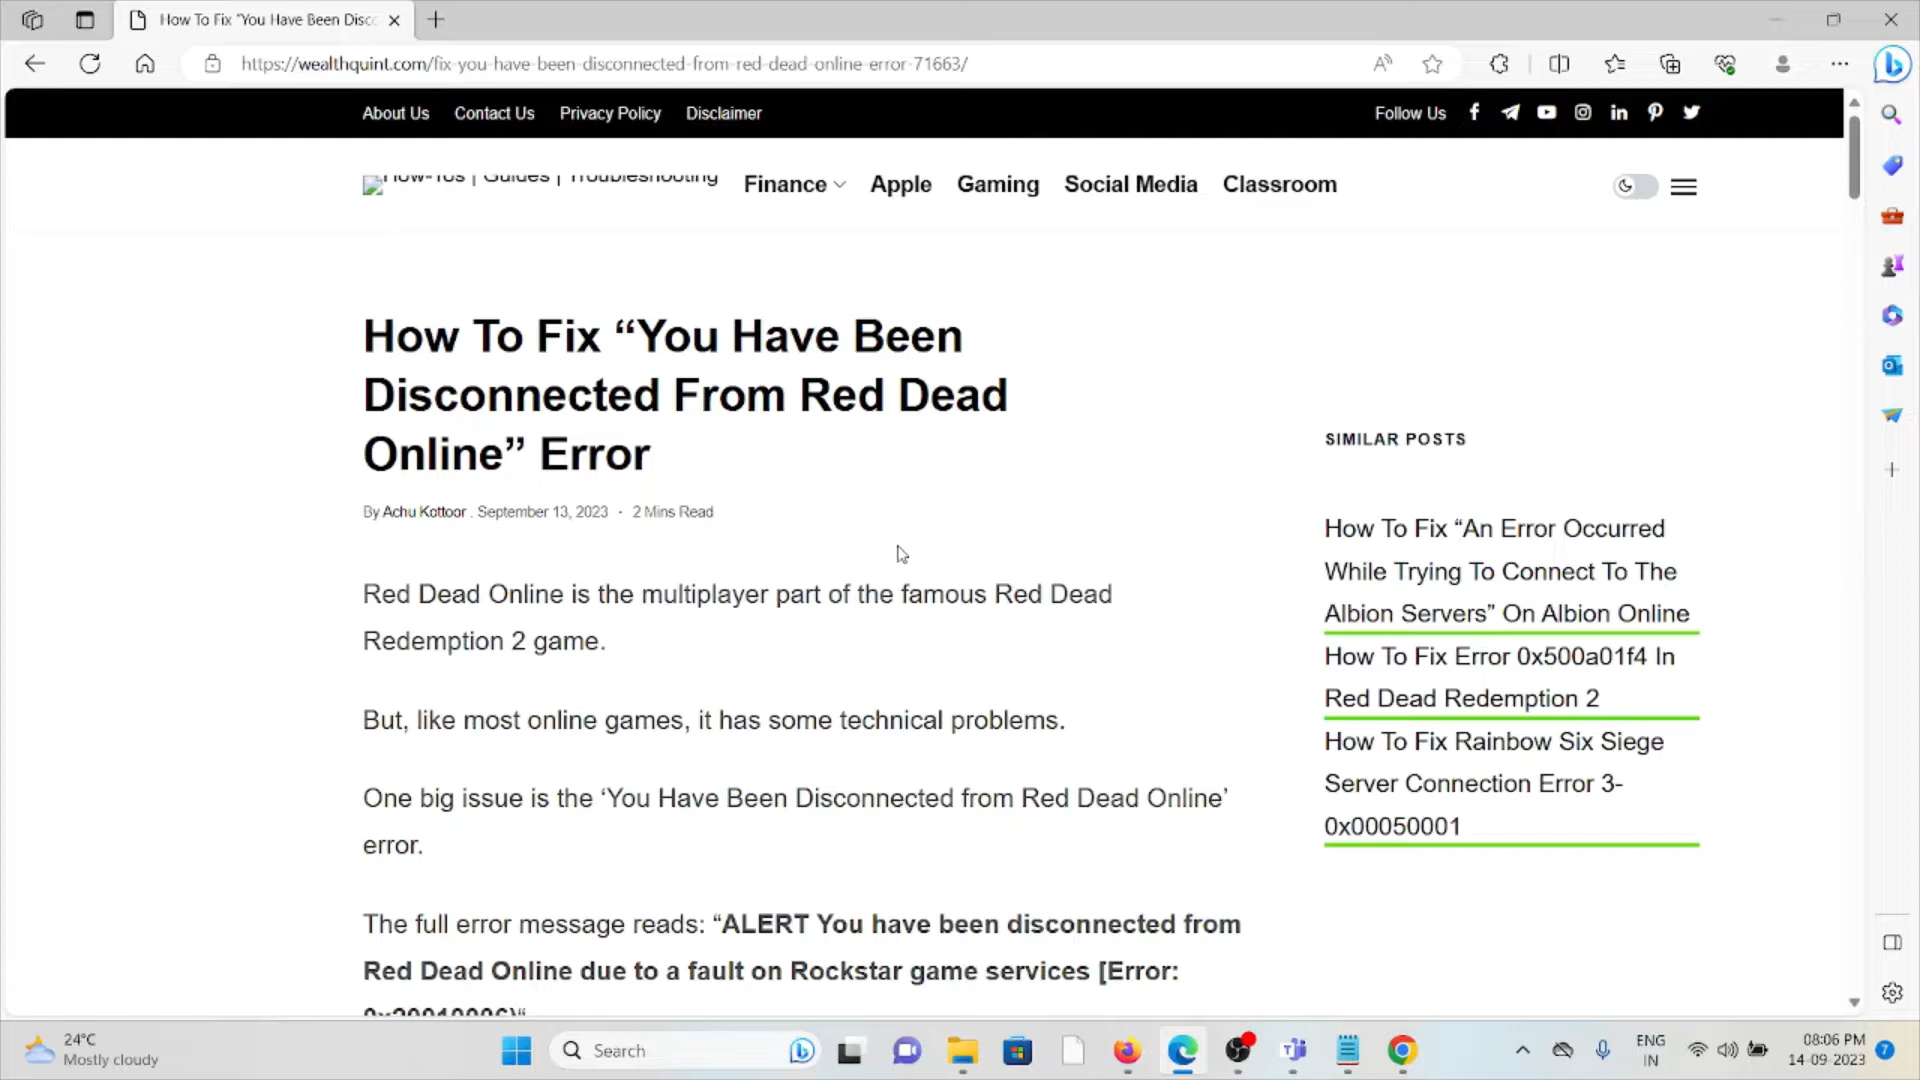 How To Fix "You Have Been Disc
https://wealthquint.com/fix-you-have-been-disconnected-from-red-dead-online-error-71663/
About Us Contact Us Privacy Policy Disclaimer Follow Us
How-Tos | Guides | Troubleshooting Finance Apple Gaming Social Media Classroom
How To Fix “You Have Been
Disconnected From Red Dead
Online” Error
By Achu Kottoor . September 13, 2023 · 2 Mins Read
Red Dead Online is the multiplayer part of the famous Red Dead
Redemption 2 game.
But, like most online games, it has some technical problems.
One big issue is the ‘You Have Been Disconnected from Red Dead Online’
error.
The full error message reads: “ALERT You have been disconnected from
Red Dead Online due to a fault on Rockstar game services [Error:
SIMILAR POSTS
How To Fix “An Error Occurred
While Trying To Connect To The
Albion Servers” On Albion Online
How To Fix Error 0x500a01f4 In
Red Dead Redemption 2
How To Fix Rainbow Six Siege
Server Connection Error 3-
0x00050001
24°C
Mostly cloudy
Search
ENG
IN
08:06 PM
14-09-2023
7